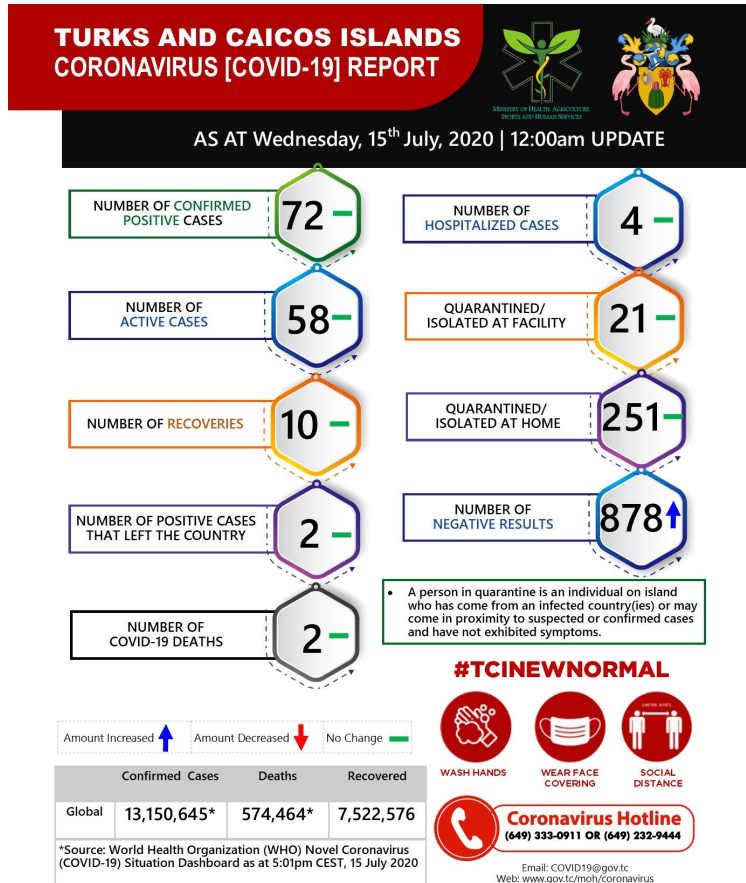 TURKS AND CAICOS ISLANDS
CORONAVIRUS [COVID-19] REPORT
MINISTRY OF HEALTH, AGRICULTURE,
SPORTS AND HUMAN SERVICES
AS AT Wednesday, 15th July, 2020 | 12:00am UPDATE
NUMBER OF CONFIRMED
POSITIVE CASES
72
NUMBER OF
ACTIVE CASES
58
NUMBER OF RECOVERIES
10
NUMBER OF POSITIVE CASES
THAT LEFT THE COUNTRY
2
NUMBER OF
COVID-19 DEATHS
2
NUMBER OF
HOSPITALIZED CASES
4
QUARANTINED/
ISOLATED AT FACILITY
21
QUARANTINED/
ISOLATED AT HOME
251
NUMBER OF
NEGATIVE RESULTS
878
• A person in quarantine is an individual on island
who has come from an infected country(ies) or may
come in proximity to suspected or confirmed cases
and have not exhibited symptoms.
Amount Increased Amount Decreased No Change
Confirmed Cases Deaths Recovered
Global 13,150,645* 574,464* 7,522,576
*Source: World Health Organization (WHO) Novel Coronavirus
(COVID-19) Situation Dashboard as at 5:01pm CEST, 15 July 2020
#TCINEWNORMAL
WASH HANDS
WEAR FACE
COVERING
SOCIAL
DISTANCE
Coronavirus Hotline
(649) 333-0911 OR (649) 232-9444
Email: COVID19@gov.tc
Web: www.gov.tc/moh/coronavirus